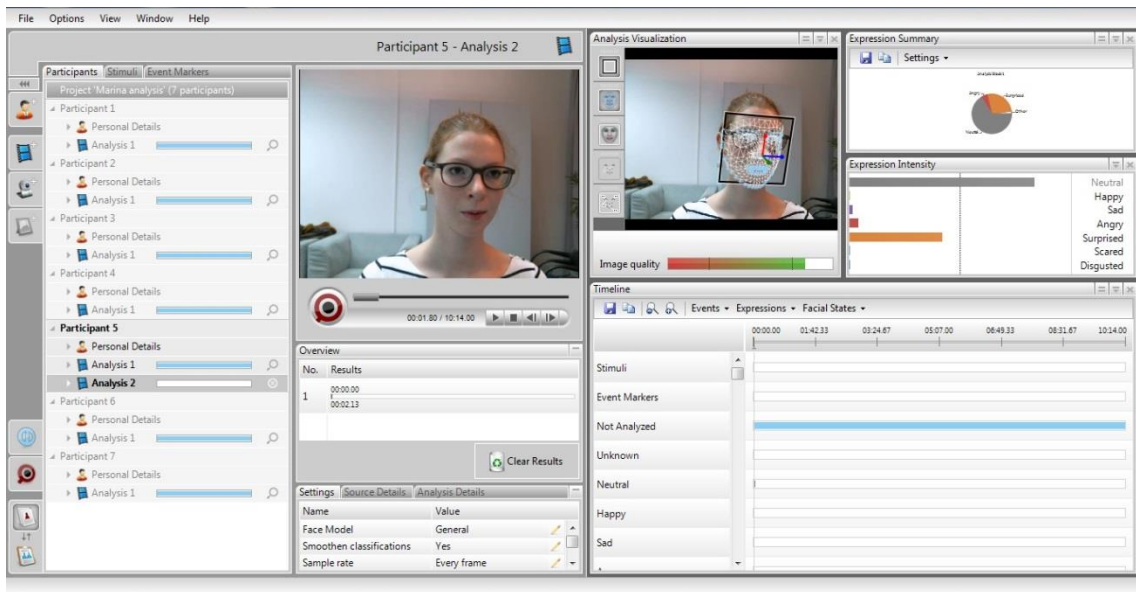 File Options View Window Help
Participant 5 - Analysis 2
Participants Stimuli Event Markers
Project 'Marina analysis' (7 participants)
Participant 1
Personal Details
Analysis 1
Participant 2
Personal Details
Analysis 1
Participant 3
Personal Details
Analysis 1
Participant 4
Personal Details
Analysis 1
Participant 5
Personal Details
Analysis 1
Analysis 2
Participant 6
Personal Details
Analysis 1
Participant 7
Personal Details
Analysis 1
00:01.80 / 10:14.00
Overview
No. Results
1
00:00.00
00:02.13
Clear Results
Settings Source Details Analysis Details
Name Value
Face Model General
Smoothen classifications Yes
Sample rate Every frame
Analysis Visualization
Image quality
Expression Summary
Settings
Angry
Surprised
Other
Neutral
Expression Intensity
Neutral
Happy
Sad
Angry
Surprised
Scared
Disgusted
Timeline
Events Expressions Facial States
00:00.00 01:42.33 03:24.67 05:07.00 06:49.33 08:31.67 10:14.00
Stimuli
Event Markers
Not Analyzed
Unknown
Neutral
Happy
Sad